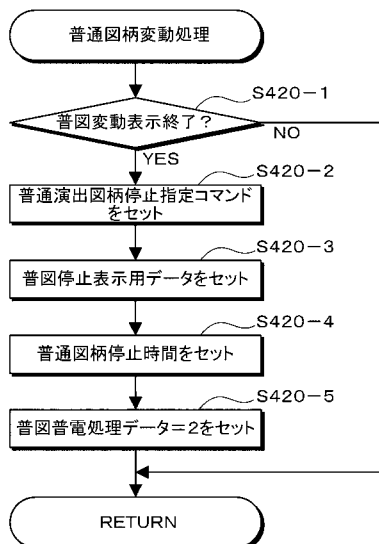 普通図柄変動処理
S420-1
普図変動表示終了?
NO
YES
S420-2
普通演出図柄停止指定コマンド
をセット
S420-3
普図停止表示用データをセット
S420-4
普通図柄停止時間をセット
S420-5
普図普電処理データ=2をセット
RETURN